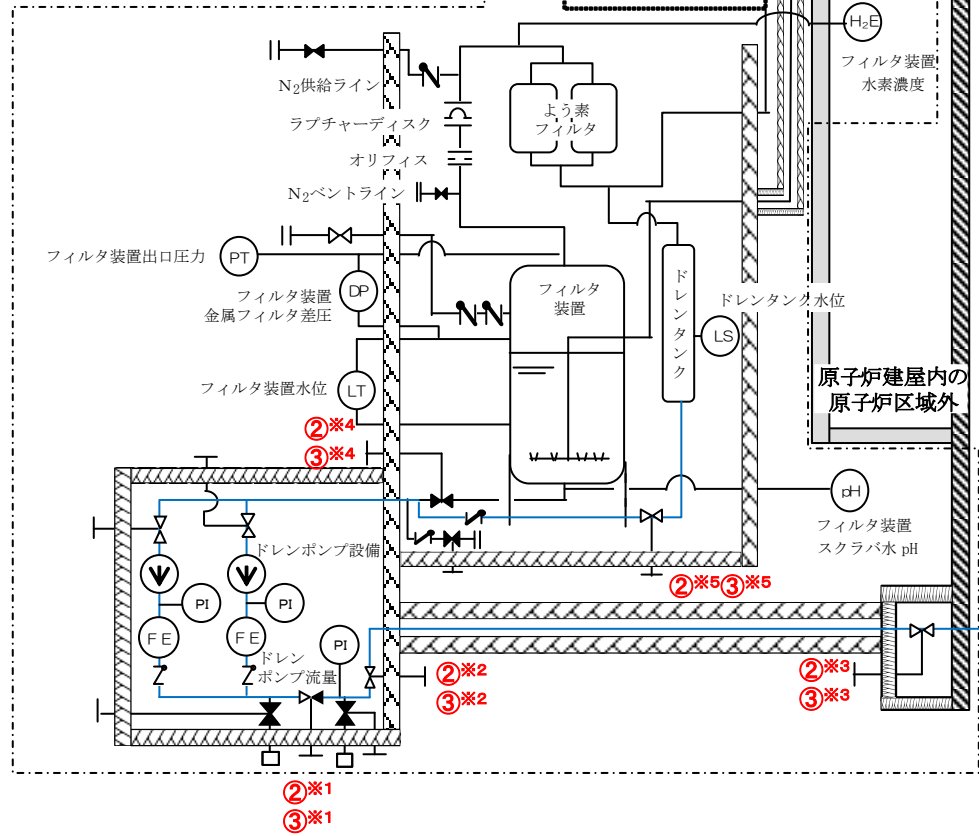 H₂E
フィルタ装置
水素濃度
N₂供給ライン
よう素
フィルタ
ラプチャーディスク
オリフィス
N₂ベントライン
フィルタ装置出口圧力
PT
DP
フィルタ装置
金属フィルタ差圧
フィルタ
装置
ドレンタンク
ドレンタンク水位
LS
フィルタ装置水位
LT
原子炉建屋内の
原子炉区域外
②※4
③※4
pH
フィルタ装置
スクラバ水 pH
ドレンポンプ設備
②※5③※5
PI
PI
FE
FE
PI
ドレン
ポンプ流量
②※2
③※2
②※3
③※3
②※1
③※1